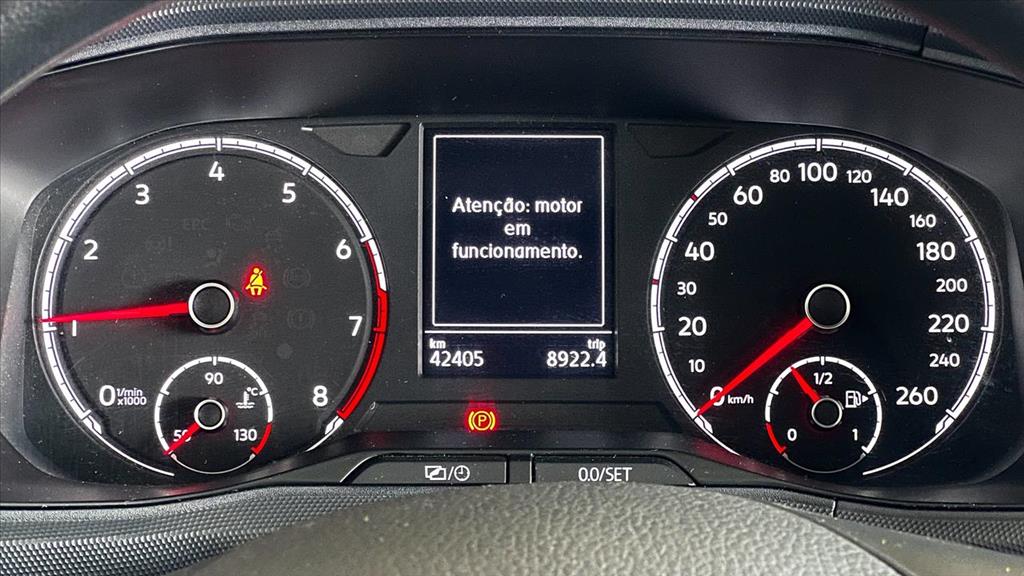 Atenção: motor
em
funcionamento.
km
trip
42405
8922.4
0
1
2
3
4
5
6
7
8
1/min
x1000
50
90
130
°C
EPC
P
0
10
20
30
40
50
60
80
100
120
140
160
180
200
220
240
260
km/h
0
1/2
1
0.0/SET